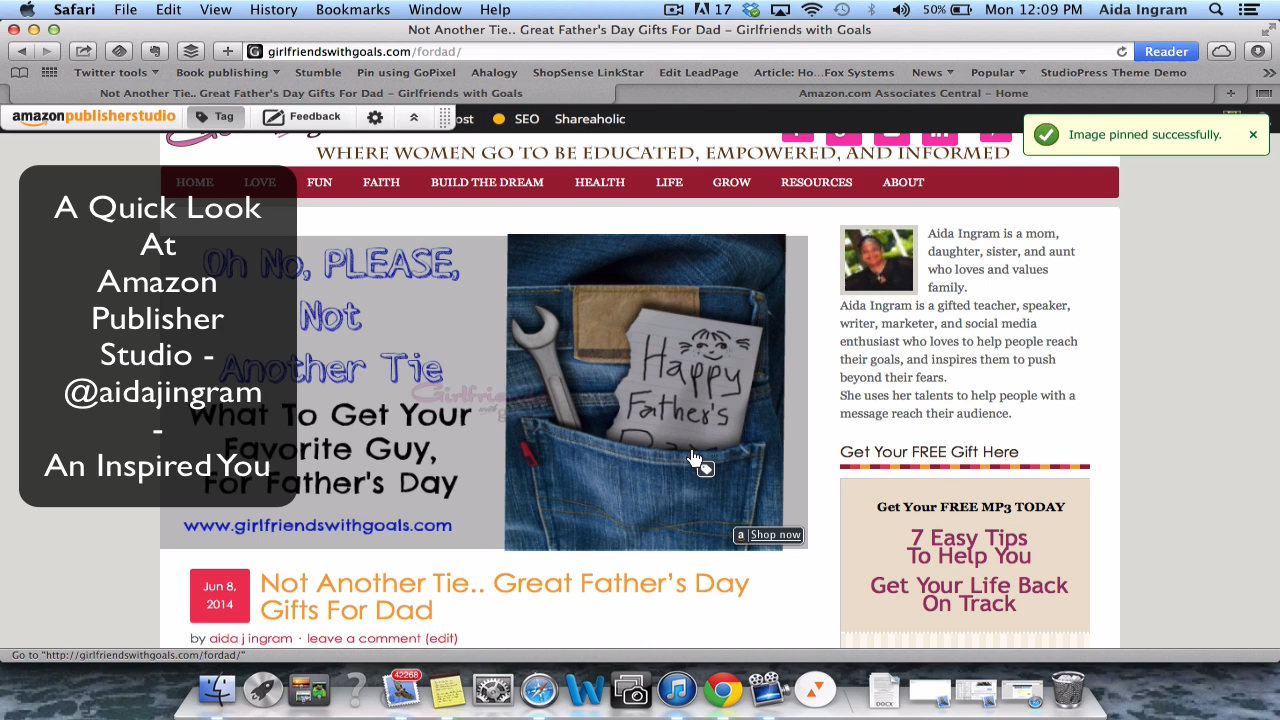 Safari File Edit View History Bookmarks Window Help 17 50% Mon 12:09 PM Aida Ingram
Not Another Tie.. Great Father's Day Gifts For Dad – Girlfriends with Goals
girlfriendswithgoals.com/fordad/ Reader
Twitter tools Book publishing Stumble Pin using GoPixel Ahalogy ShopSense LinkStar Edit LeadPage Article: Ho...Fox Systems News Popular StudioPress Theme Demo
Not Another Tie.. Great Father's Day Gifts For Dad – Girlfriends with Goals Amazon.com Associates Central – Home
amazonpublisherstudio Tag Feedback ost SEO Shareaholic
Image pinned successfully.
WHERE WOMEN GO TO BE EDUCATED, EMPOWERED, AND INFORMED
HOME LOVE FUN FAITH BUILD THE DREAM HEALTH LIFE GROW RESOURCES ABOUT
A Quick Look
At
Amazon
Publisher
Studio -
@aidajingram
-
An Inspired You
Oh No, PLEASE,
Not
Another Tie
What To Get Your
Favorite Guy,
For Father's Day
www.girlfriendswithgoals.com
Happy
Father's
Day
a Shop now
Aida Ingram is a mom,
daughter, sister, and aunt
who loves and values
family.
Aida Ingram is a gifted teacher, speaker,
writer, marketer, and social media
enthusiast who loves to help people reach
their goals, and inspires them to push
beyond their fears.
She uses her talents to help people with a
message reach their audience.
Get Your FREE Gift Here
Get Your FREE MP3 TODAY
7 Easy Tips
To Help You
Get Your Life Back
On Track
Jun 8,
2014
Not Another Tie.. Great Father's Day
Gifts For Dad
by aida j ingram · leave a comment (edit)
Go to "http://girlfriendswithgoals.com/fordad/"
42268
DOCX